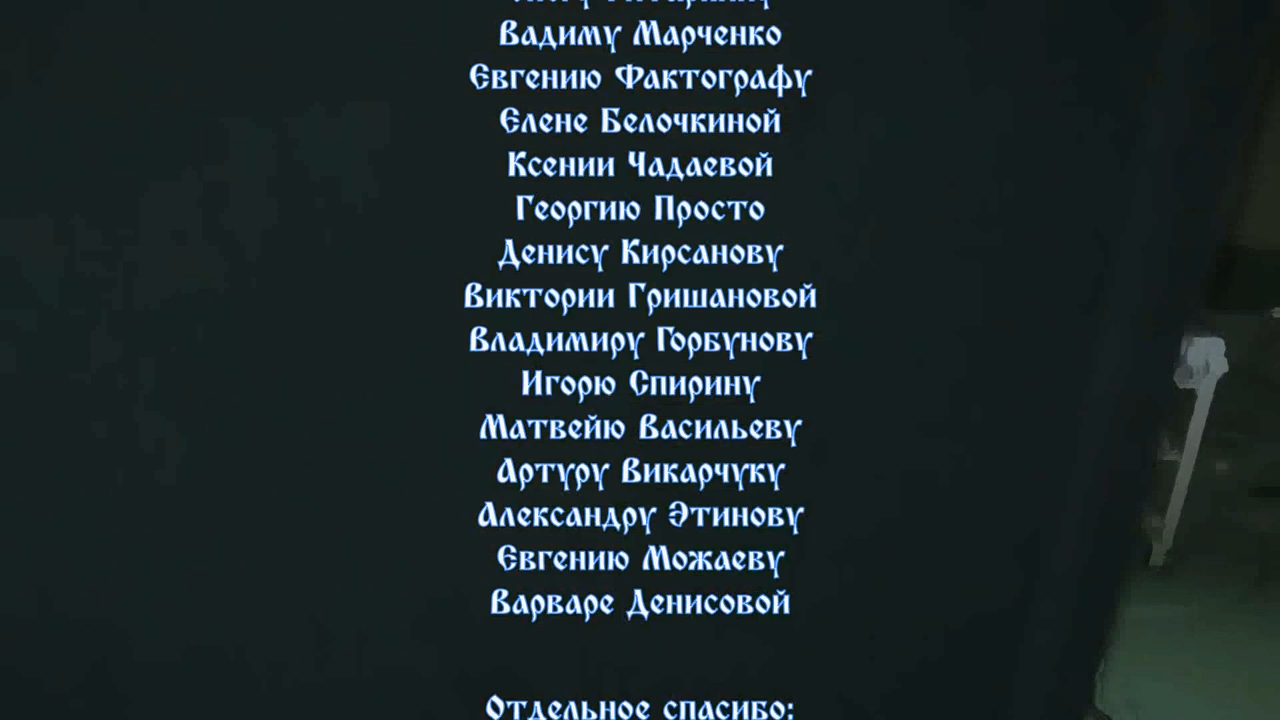 Вадиму Марченко
Евгению Фактографу
Елене Белочкиной
Ксении Чадаевой
Георгию Просто
Денису Кирсанову
Виктории Гришановой
Владимиру Горбунову
Игорю Спирину
Матвейю Васильеву
Артуру Викарчуку
Александру Этинову
Евгению Можаеву
Варваре Денисовой
Отдельное спасибо: